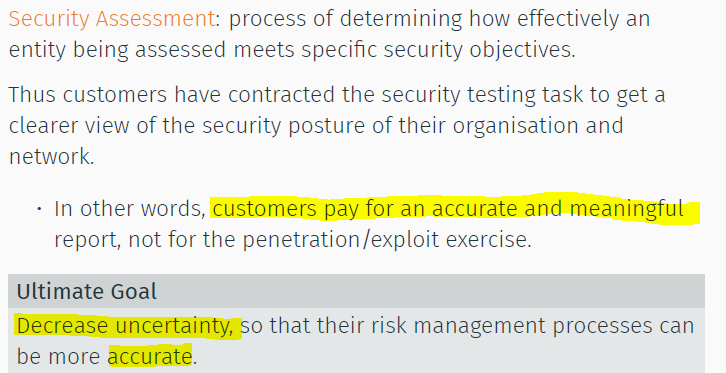 Security Assessment: process of determining how effectively an
entity being assessed meets specific security objectives.
Thus customers have contracted the security testing task to get a
clearer view of the security posture of their organisation and
network.
• In other words, customers pay for an accurate and meaningful
report, not for the penetration/exploit exercise.
Ultimate Goal
Decrease uncertainty, so that their risk management processes can
be more accurate.